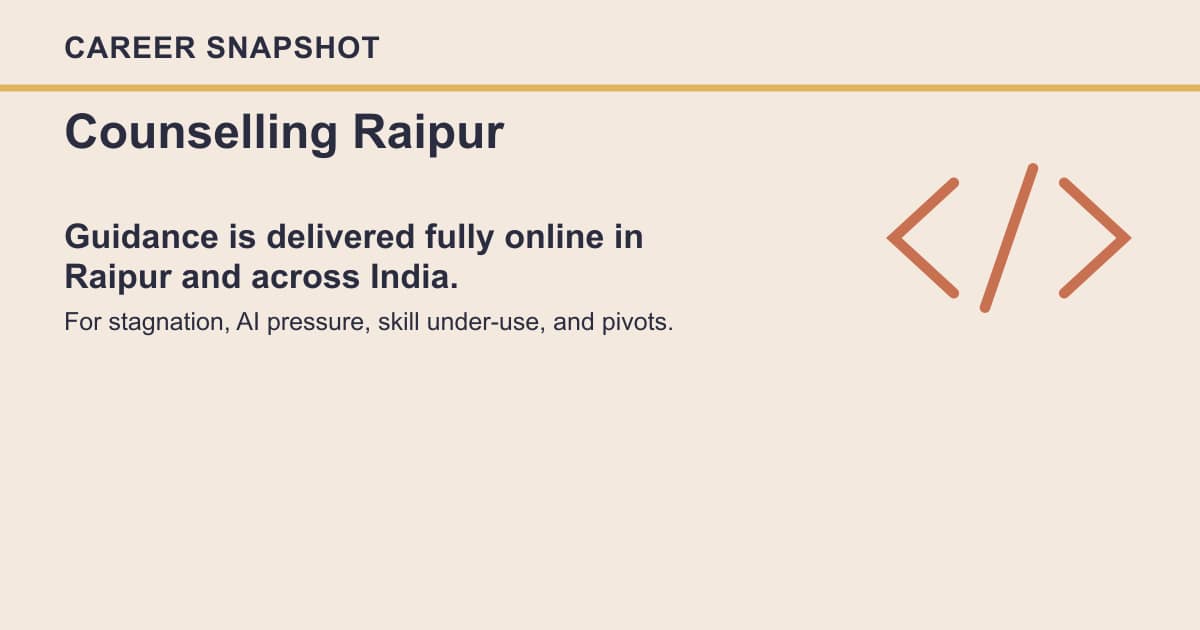 CAREER SNAPSHOT
Counselling Raipur
Guidance is delivered fully online in
Raipur and across India.
For stagnation, AI pressure, skill under-use, and pivots.